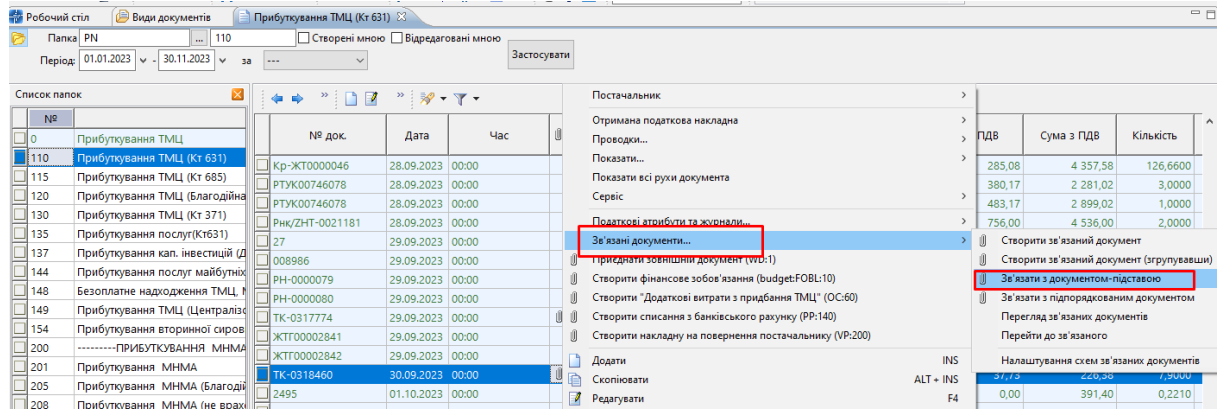 Робочий стіл Види документів Прибуткування ТМЦ (Кт 631)
Папка PN ... 110 Створені мною Відредаговані мною
Період: 01.01.2023 - 30.11.2023 за --- Застосувати
Список папок
№
0 Прибуткування ТМЦ
110 Прибуткування ТМЦ (Кт 631)
115 Прибуткування ТМЦ (Кт 685)
120 Прибуткування ТМЦ (Благодійна
130 Прибуткування ТМЦ (Кт 371)
135 Прибуткування послуг(Кт631)
137 Прибуткування кап. інвестицій (Д
144 Прибуткування послуг майбутніх
148 Безоплатне надходження ТМЦ,
149 Прибуткування ТМЦ (Централізо
154 Прибуткування вторинної сиров
200 ---------ПРИБУТКУВАННЯ МНМА
201 Прибуткування МНМА
205 Прибуткування МНМА (Благодій
208 Прибуткування МНМА (не врах
№ док. Дата Час
Кр-ЖТ0000046 28.09.2023 00:00
РТУК00746078 28.09.2023 00:00
РТУК00746078 28.09.2023 00:00
Рнк/ZHT-0021181 28.09.2023 00:00
27 29.09.2023 00:00
008986 29.09.2023 00:00
РН-0000079 29.09.2023 00:00
РН-0000080 29.09.2023 00:00
ТК-0317774 29.09.2023 00:00
ЖТГ00002841 29.09.2023 00:00
ЖТГ00002842 29.09.2023 00:00
ТК-0318460 30.09.2023 00:00
2495 01.10.2023 00:00
Постачальник
Отримана податкова накладна
Проводки...
Показати...
Показати всі рухи документа
Сервіс
Податкові атрибути та журнали...
Зв'язані документи...
Приєднати зовнішній документ (WD:1)
Створити фінансове зобов'язання (budget:FOBL:10)
Створити "Додаткові витрати з придбання ТМЦ" (ОС:60)
Створити списання з банківського рахунку (PP:140)
Створити накладну на повернення постачальнику (VP:200)
Додати INS
Скопіювати ALT + INS
Редагувати F4
ПДВ Сума з ПДВ Кількість
285,08 4 357,58 126,6600
380,17 2 281,02 3,0000
483,17 2 899,02 1,0000
756,00 4 536,00 2,0000
Створити зв'язаний документ
Створити зв'язаний документ (згрупувавши)
Зв'язати з документом-підставою
Зв'язати з підпорядкованим документом
Перегляд зв'язаних документів
Перейти до зв'язаного
Налаштування схем зв'язаних документів
37,73 226,38 7,9000
0,00 391,40 0,2210